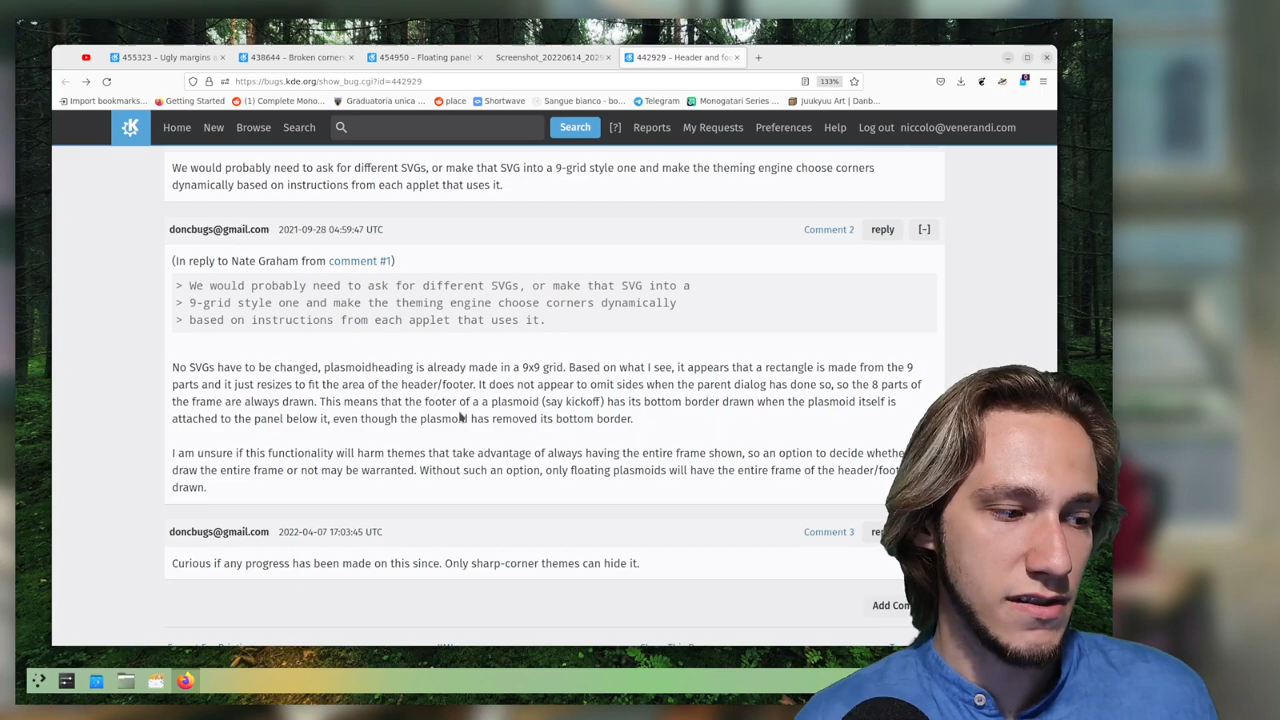 455323 – Ugly margins a
438644 – Broken corners
454950 – Floating panel
Screenshot_20220614_202
442929 – Header and foo
https://bugs.kde.org/show_bug.cgi?id=442929
133%
Import bookmarks...
Getting Started
(1) Complete Mono...
Graduatoria unica ...
place
Shortwave
Sangue bianco - bo...
Telegram
Monogatari Series ...
Juukyuu Art | Danb...
Home
New
Browse
Search
Search
[?]
Reports
My Requests
Preferences
Help
Log out
niccolo@venerandi.com
We would probably need to ask for different SVGs, or make that SVG into a 9-grid style one and make the theming engine choose corners
dynamically based on instructions from each applet that uses it.
doncbugs@gmail.com 2021-09-28 04:59:47 UTC
Comment 2
reply
[-]
(In reply to Nate Graham from comment #1)
> We would probably need to ask for different SVGs, or make that SVG into a
> 9-grid style one and make the theming engine choose corners dynamically
> based on instructions from each applet that uses it.
No SVGs have to be changed, plasmoidheading is already made in a 9x9 grid. Based on what I see, it appears that a rectangle is made from the 9
parts and it just resizes to fit the area of the header/footer. It does not appear to omit sides when the parent dialog has done so, so the 8 parts of
the frame are always drawn. This means that the footer of a a plasmoid (say kickoff) has its bottom border drawn when the plasmoid itself is
attached to the panel below it, even though the plasmoid has removed its bottom border.
I am unsure if this functionality will harm themes that take advantage of always having the entire frame shown, so an option to decide whethe
draw the entire frame or not may be warranted. Without such an option, only floating plasmoids will have the entire frame of the header/foot
drawn.
doncbugs@gmail.com 2022-04-07 17:03:45 UTC
Comment 3
re
Curious if any progress has been made on this since. Only sharp-corner themes can hide it.
Add Com